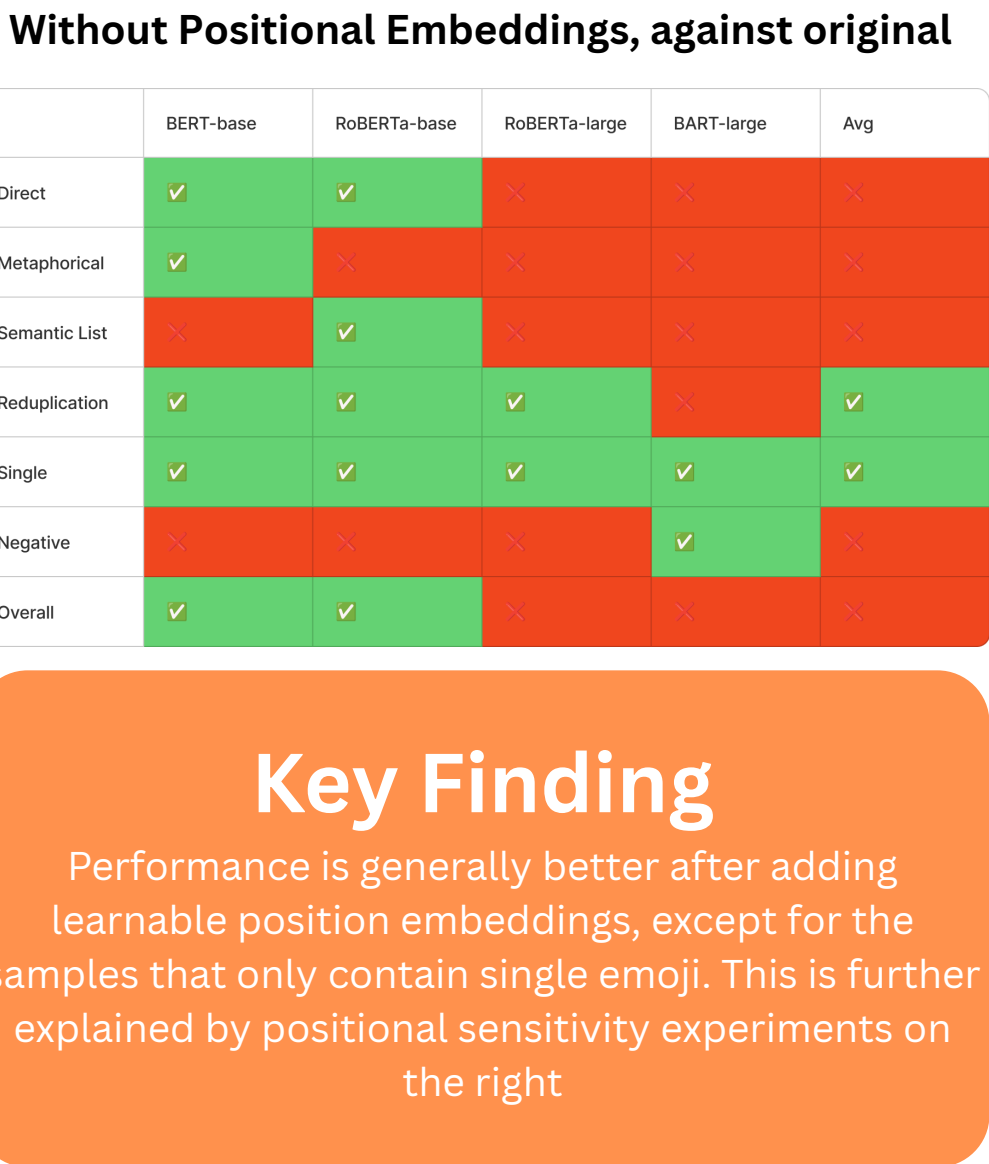 Without Positional Embeddings, against original
BERT-base RoBERTa-base RoBERTa-large BART-large Avg
Direct ✅ ✅ ❌ ❌ ❌
Metaphorical ✅ ❌ ❌ ❌ ❌
Semantic List ❌ ✅ ❌ ❌ ❌
Reduplication ✅ ✅ ✅ ❌ ✅
Single ✅ ✅ ✅ ✅ ✅
Negative ❌ ❌ ❌ ✅ ❌
Overall ✅ ✅ ❌ ❌ ❌
Key Finding
Performance is generally better after adding
learnable position embeddings, except for the
samples that only contain single emoji. This is further
explained by positional sensitivity experiments on
the right